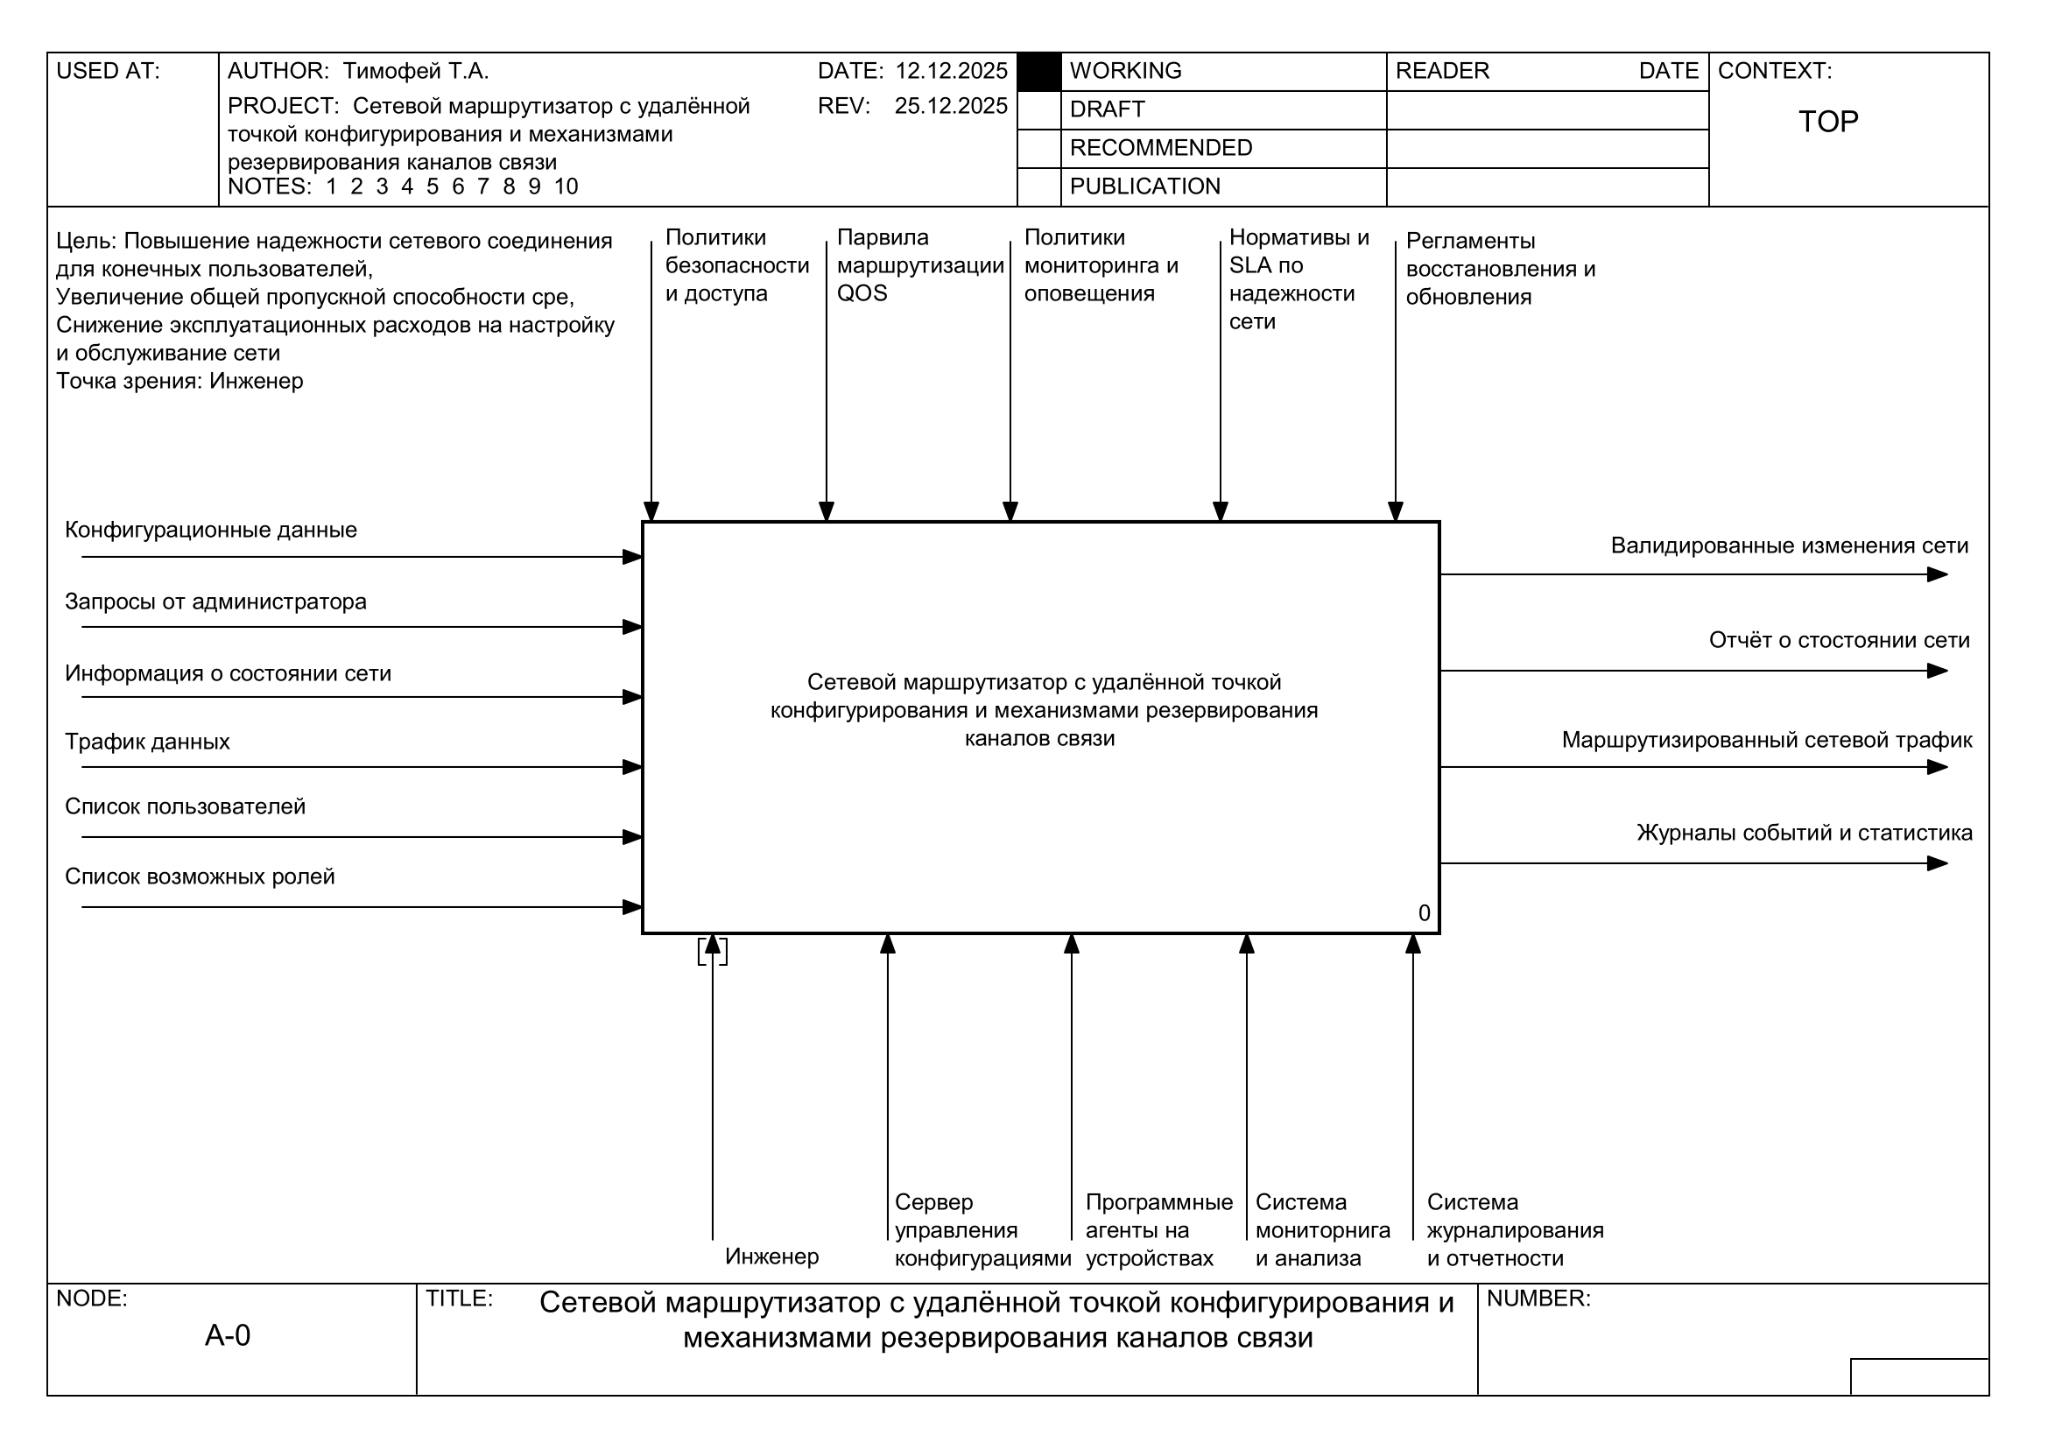 USED AT:
AUTHOR: Тимофей Т.А.
DATE: 12.12.2025
PROJECT: Сетевой маршрутизатор с удалённой
точкой конфигурирования и механизмами
резервирования каналов связи
REV: 25.12.2025
NOTES: 1 2 3 4 5 6 7 8 9 10
WORKING
DRAFT
RECOMMENDED
PUBLICATION
READER DATE
CONTEXT:
TOP
Цель: Повышение надежности сетевого соединения
для конечных пользователей,
Увеличение общей пропускной способности сре,
Снижение эксплуатационных расходов на настройку
и обслуживание сети
Точка зрения: Инженер
Политики
безопасности
и доступа
Парвила
маршрутизации
QOS
Политики
мониторинга и
оповещения
Нормативы и
SLA по
надежности
сети
Регламенты
восстановления и
обновления
Конфигурационные данные
Запросы от администратора
Информация о состоянии сети
Трафик данных
Список пользователей
Список возможных ролей
Сетевой маршрутизатор с удалённой точкой
конфигурирования и механизмами резервирования
каналов связи
0
Валидированные изменения сети
Отчёт о стостоянии сети
Маршрутизированный сетевой трафик
Журналы событий и статистика
Инженер
Сервер
управления
конфигурациями
Программные
агенты на
устройствах
Система
мониторнига
и анализа
Система
журналирования
и отчетности
NODE:
A-0
TITLE: Сетевой маршрутизатор с удалённой точкой конфигурирования и
механизмами резервирования каналов связи
NUMBER: